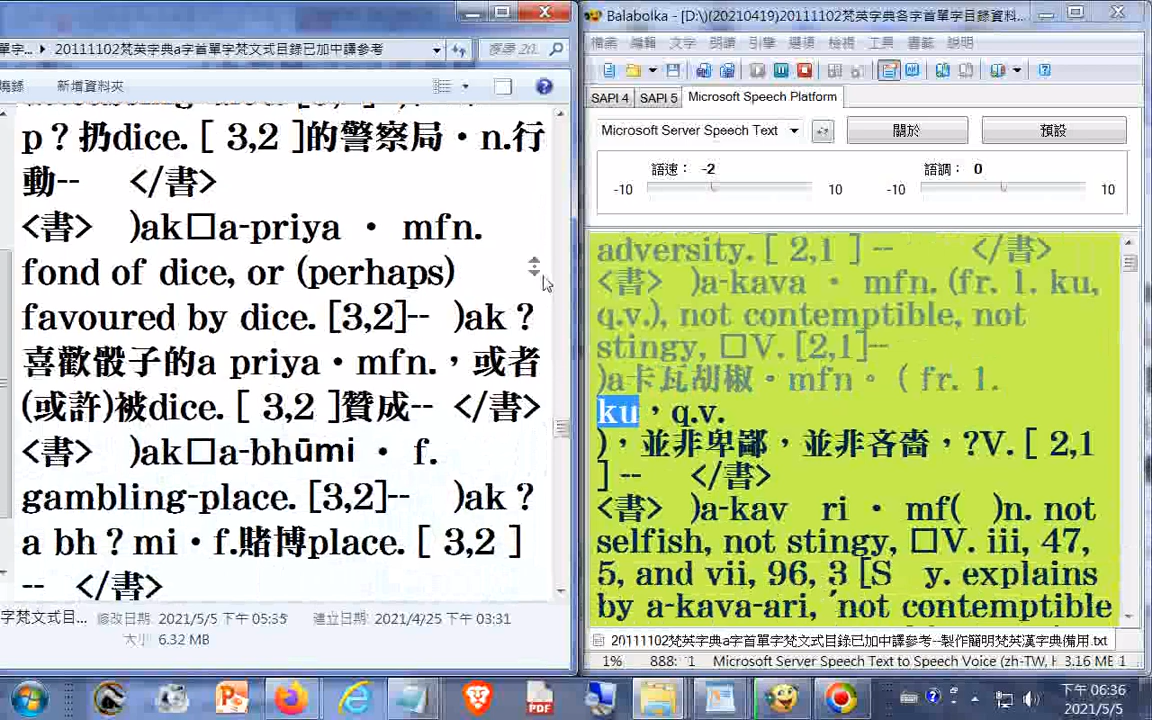 單字... ▸ 20111102梵英字典a字首單字梵文式目錄已加中譯參考
搜尋 20...
燒錄 新增資料夾
p？扔dice. [ 3,2 ]的警察局・n.行
動-- </書>
<書> )ak□a-priya ・ mfn.
fond of dice, or (perhaps)
favoured by dice. [3,2]-- )ak？
喜歡骰子的a priya・mfn.，或者
(或許)被dice. [ 3,2 ]贊成-- </書>
<書> )ak□a-bhūmi ・ f.
gambling-place. [3,2]-- )ak？
a bh？mi・f.賭博place. [ 3,2 ]
-- </書>
字梵文式目... 修改日期: 2021/5/5 下午 05:35 建立日期: 2021/4/25 下午 03:31
大小: 6.32 MB
Balabolka - [D:\)(20210419)20111102梵英字典各字首單字目錄資料...
檔案 編輯 文字 朗讀 引擎 選項 檢視 工具 書籤 說明
SAPI 4 SAPI 5 Microsoft Speech Platform
Microsoft Server Speech Text 關於 預設
語速： -2 語調： 0
-10 10 -10 10
adversity. [ 2,1 ] -- </書>
<書> )a-kava ・ mfn. (fr. 1. ku,
q.v.), not contemptible, not
stingy, □V. [2,1]--
)a卡瓦胡椒・mfn。( fr. 1.
ku，q.v.
)，並非卑鄙，並非吝嗇，?V. [ 2,1
] -- </書>
<書> )a-kav ri ・ mf( )n. not
selfish, not stingy, □V. iii, 47,
5, and vii, 96, 3 [S y. explains
by a-kava-ari, 'not contemptible
20111102梵英字典a字首單字梵文式目錄已加中譯參考--製作簡明梵英漢字典備用.txt
1% 888: 1 Microsoft Server Speech Text to Speech Voice (zh-TW, H 3.16 ME 1
PDF
下午 06:36
2021/5/5